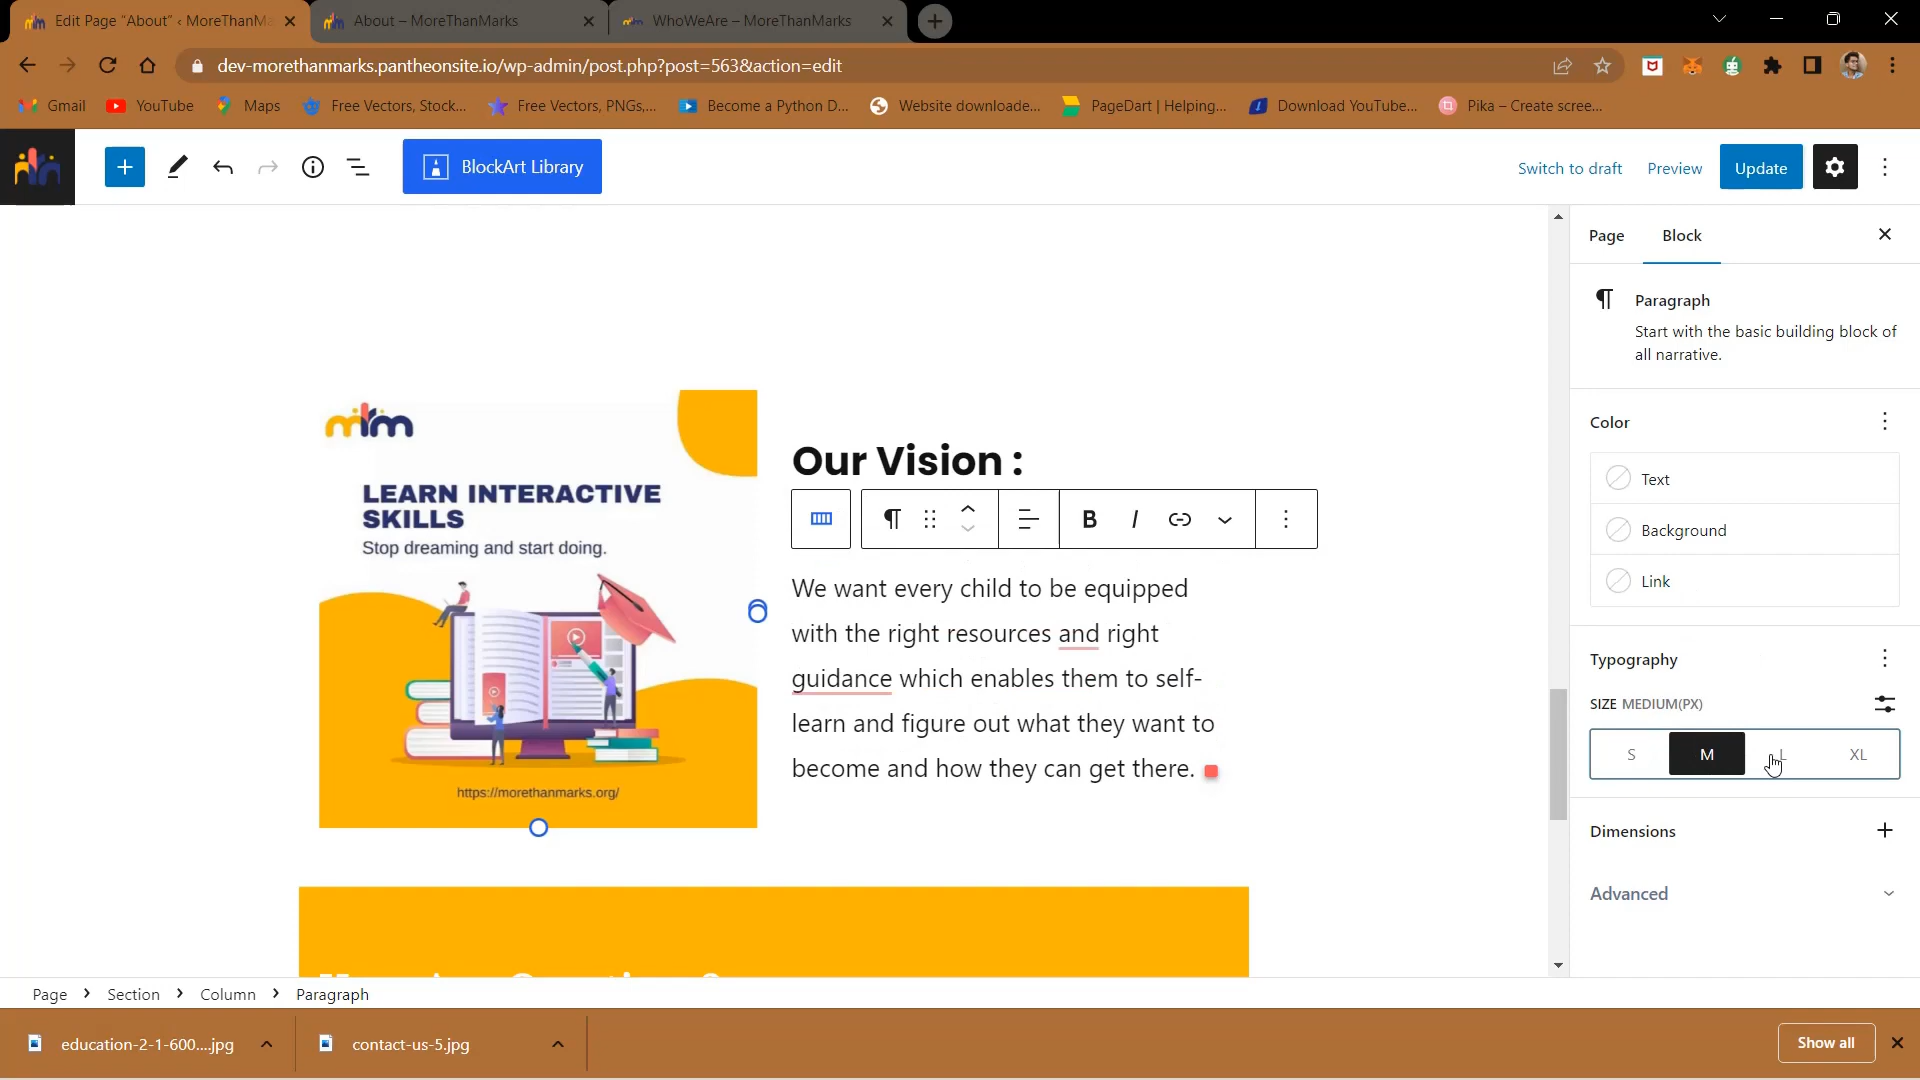 Edit Page "About" ‹ MoreThanMa
About – MoreThanMarks
WhoWeAre – MoreThanMarks
dev-morethanmarks.pantheonsite.io/wp-admin/post.php?post=563&action=edit
Gmail
YouTube
Maps
Free Vectors, Stock...
Free Vectors, PNGs,...
Become a Python D...
Website downloade...
PageDart | Helping...
Download YouTube...
Pika – Create scree...
BlockArt Library
Switch to draft
Preview
Update
Page
Block
Paragraph
Start with the basic building block of
all narrative.
Color
Text
Background
Link
Typography
SIZE MEDIUM(PX)
S
M
L
XL
Dimensions
Advanced
mtm
LEARN INTERACTIVE
SKILLS
Stop dreaming and start doing.
https://morethanmarks.org/
Our Vision :
B
I
We want every child to be equipped
with the right resources and right
guidance which enables them to self-
learn and figure out what they want to
become and how they can get there.
Page
Section
Column
Paragraph
education-2-1-600....jpg
contact-us-5.jpg
Show all